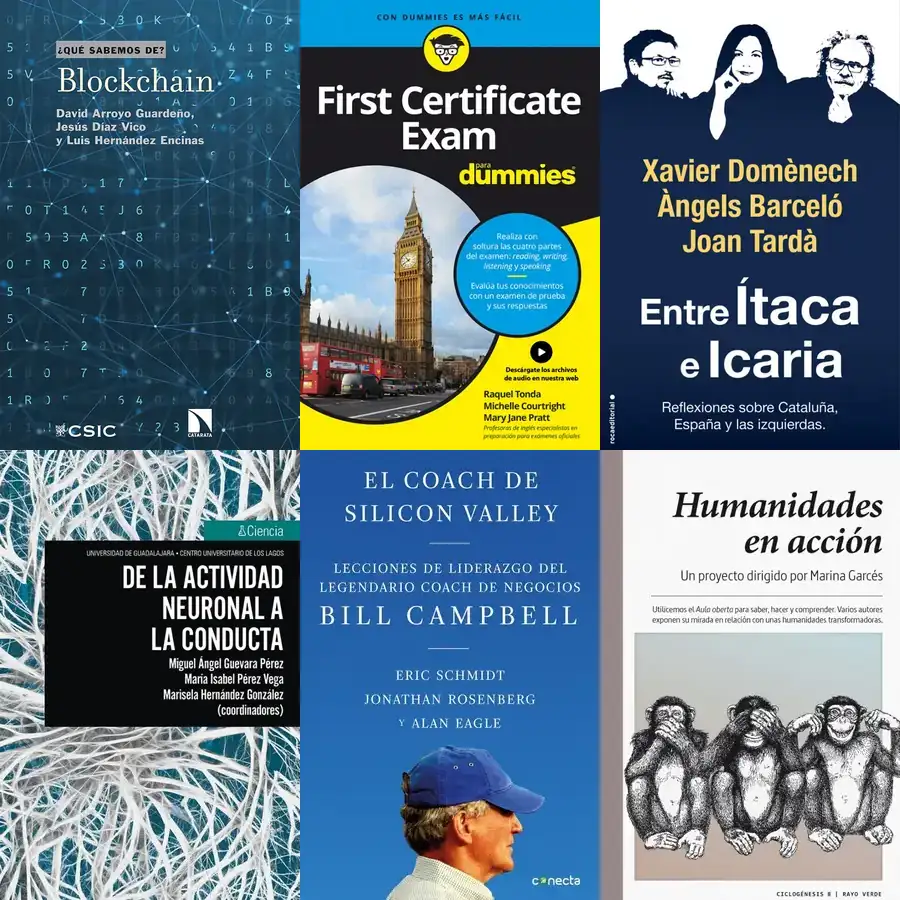 ¿QUÉ SABEMOS DE?
Blockchain
David Arroyo Guardeño,
Jesús Díaz Vico
y Luis Hernández Encinas
CSIC
CATARATA
CON DUMMIES ES MÁS FÁCIL
First Certificate
Exam
para
dummies
Realiza con
soltura las cuatro partes
del examen: reading, writing,
listening y speaking
Evalúa tus conocimientos
con un examen de prueba
y sus respuestas
Descárgate los archivos
de audio en nuestra web
Raquel Tonda
Michelle Courtright
Mary Jane Pratt
Profesoras de inglés especialistas en
preparación para exámenes oficiales
Xavier Domènech
Àngels Barceló
Joan Tardà
Entre Ítaca
e Icaria
Reflexiones sobre Cataluña,
España y las izquierdas.
rocaeditorial
Ciencia
UNIVERSIDAD DE GUADALAJARA • CENTRO UNIVERSITARIO DE LOS LAGOS
DE LA ACTIVIDAD
NEURONAL A
LA CONDUCTA
Miguel Ángel Guevara Pérez
María Isabel Pérez Vega
Marisela Hernández González
(coordinadores)
EL COACH DE
SILICON VALLEY
LECCIONES DE LIDERAZGO DEL
LEGENDARIO COACH DE NEGOCIOS
BILL CAMPBELL
ERIC SCHMIDT
JONATHAN ROSENBERG
Y ALAN EAGLE
conecta
Humanidades
en acción
Un proyecto dirigido por Marina Garcés
Utilicemos el Aula oberta para saber, hacer y comprender. Varios autores
exponen su mirada en relación con unas humanidades transformadoras.
CICLOGÉNESIS 8 | RAYO VERDE